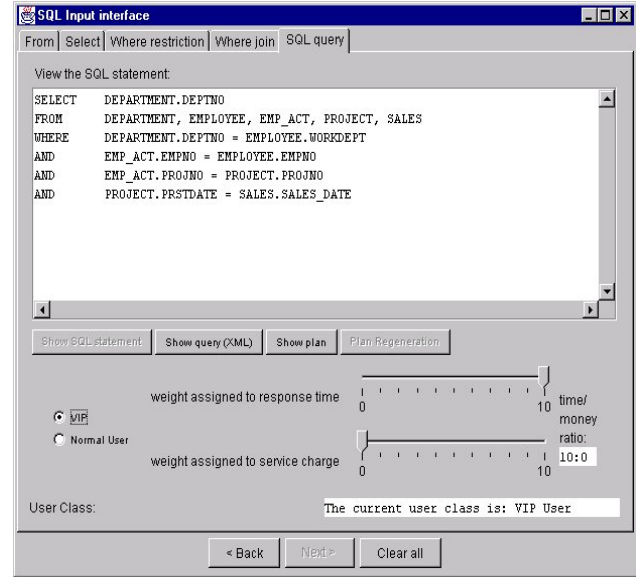 SQL Input interface
From Select Where restriction Where join SQL query
View the SQL statement:
SELECT DEPARTMENT.DEPTNO
FROM DEPARTMENT, EMPLOYEE, EMP_ACT, PROJECT, SALES
WHERE DEPARTMENT.DEPTNO = EMPLOYEE.WORKDEPT
AND EMP_ACT.EMPNO = EMPLOYEE.EMPNO
AND EMP_ACT.PROJNO = PROJECT.PROJNO
AND PROJECT.PRSTDATE = SALES.SALES_DATE
Show SQL statement Show query (XML) Show plan Plan Regeneration
weight assigned to response time
0 10
time/
money
ratio:
10:0
VIP
Normal User
weight assigned to service charge
0 10
User Class: The current user class is: VIP User
< Back Next > Clear all